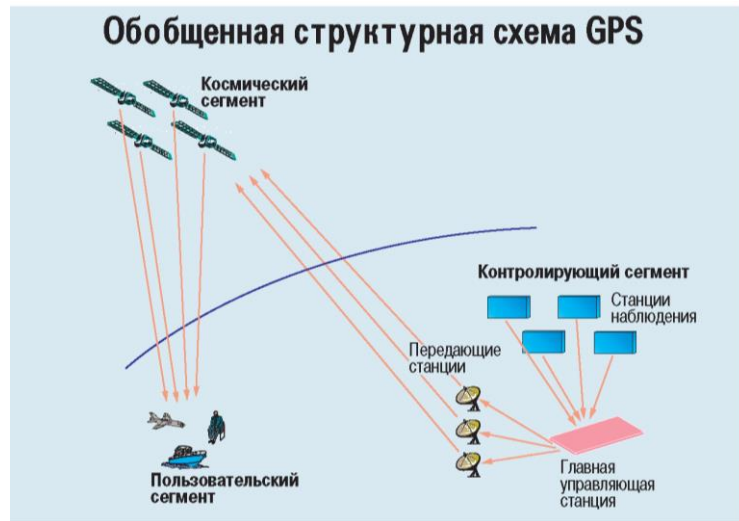 Обобщенная структурная схема GPS
Космический
сегмент
Контролирующий сегмент
Станции
наблюдения
Передающие
станции
Главная
управляющая
станция
Пользовательский
сегмент